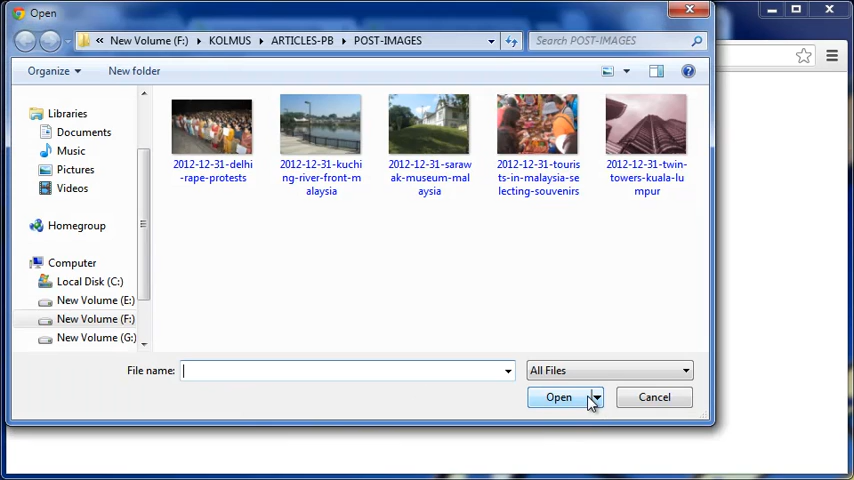 Open
« New Volume (F:) KOLMUS ARTICLES-PB POST-IMAGES
Search POST-IMAGES
Organize New folder
Libraries
Documents
Music
Pictures
Videos
Homegroup
Computer
Local Disk (C:)
New Volume (E:)
New Volume (F:)
New Volume (G:)
2012-12-31-delhi
-rape-protests
2012-12-31-kuchi
ng-river-front-m
alaysia
2012-12-31-saraw
ak-museum-mal
aysia
2012-12-31-touris
ts-in-malaysia-se
lecting-souvenirs
2012-12-31-twin-
towers-kuala-lu
mpur
File name:
All Files
Open Cancel